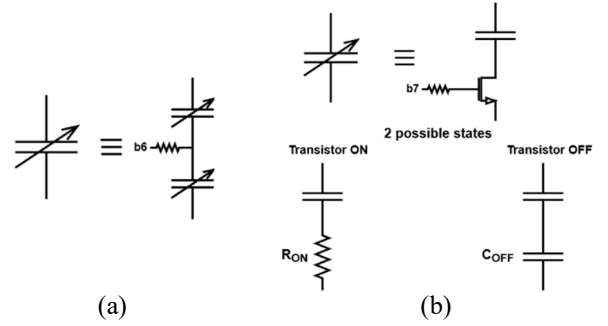 b6
b7
2 possible states
Transistor ON
Transistor OFF
RON
COFF
(a)
(b)